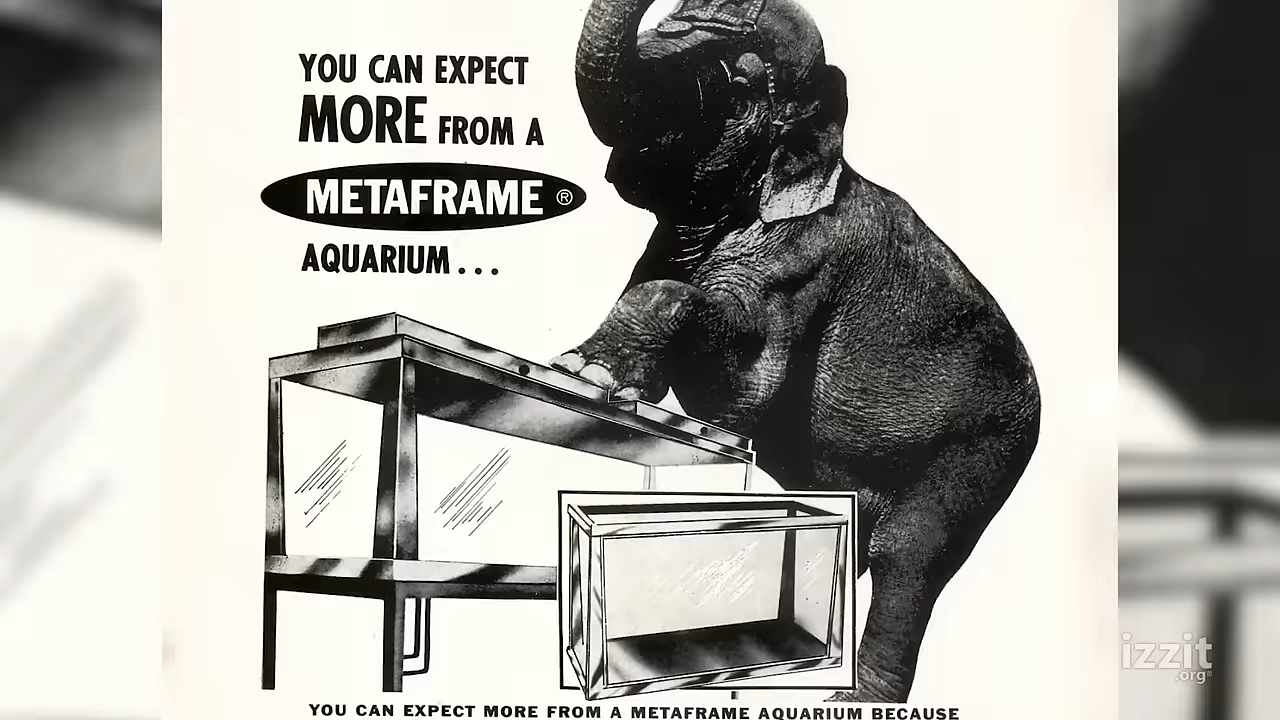 YOU CAN EXPECT
MORE FROM A
METAFRAME ®
AQUARIUM...
YOU CAN EXPECT MORE FROM A METAFRAME AQUARIUM BECAUSE
izzit
.org®